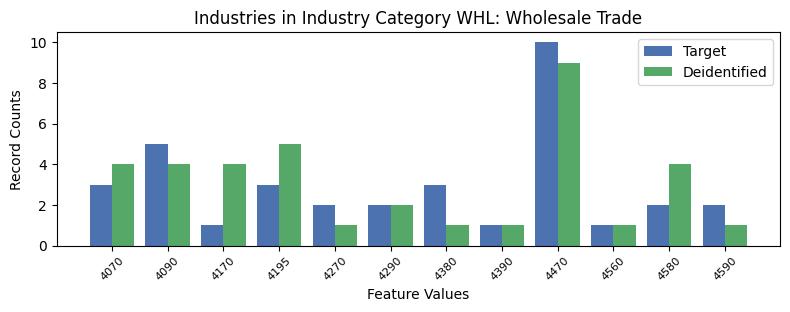 Industries in Industry Category WHL: Wholesale Trade
Record Counts
10
8
6
4
2
0
Target
Deidentified
4070 4090 4170 4195 4270 4290 4380 4390 4470 4560 4580 4590
Feature Values